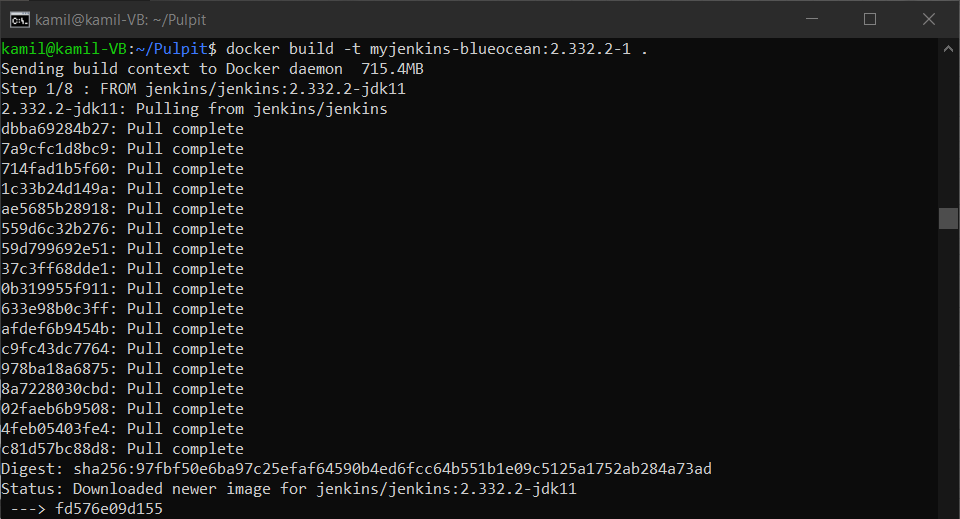 kamil@kamil-VB: ~/Pulpit
kamil@kamil-VB:~/Pulpit$ docker build -t myjenkins-blueocean:2.332.2-1 .
Sending build context to Docker daemon  715.4MB
Step 1/8 : FROM jenkins/jenkins:2.332.2-jdk11
2.332.2-jdk11: Pulling from jenkins/jenkins
dbba69284b27: Pull complete
7a9cfc1d8bc9: Pull complete
714fad1b5f60: Pull complete
1c33b24d149a: Pull complete
ae5685b28918: Pull complete
559d6c32b276: Pull complete
59d799692e51: Pull complete
37c3ff68dde1: Pull complete
0b319955f911: Pull complete
633e98b0c3ff: Pull complete
afdef6b9454b: Pull complete
c9fc43dc7764: Pull complete
978ba18a6875: Pull complete
8a7228030cbd: Pull complete
02faeb6b9508: Pull complete
4feb05403fe4: Pull complete
c81d57bc88d8: Pull complete
Digest: sha256:97fbf50e6ba97c25efaf64590b4ed6fcc64b551b1e09c5125a1752ab284a73ad
Status: Downloaded newer image for jenkins/jenkins:2.332.2-jdk11
 ---> fd576e09d155